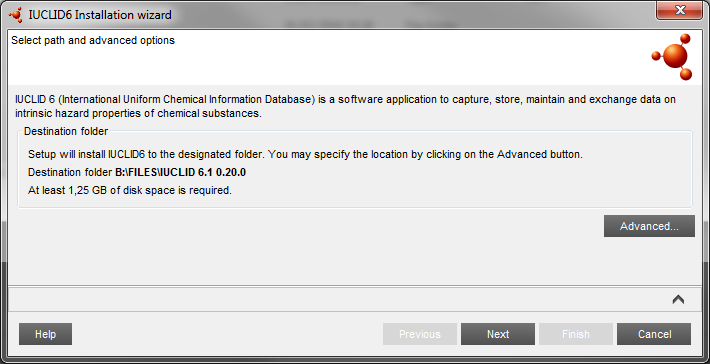 IUCLID6 Installation wizard
Select path and advanced options
IUCLID 6 (International Uniform Chemical Information Database) is a software application to capture, store, maintain and exchange data on
intrinsic hazard properties of chemical substances.
Destination folder
Setup will install IUCLID6 to the designated folder. You may specify the location by clicking on the Advanced button.
Destination folder B:\FILES\IUCLID 6.1 0.20.0
At least 1,25 GB of disk space is required.
Advanced...
Help
Previous
Next
Finish
Cancel